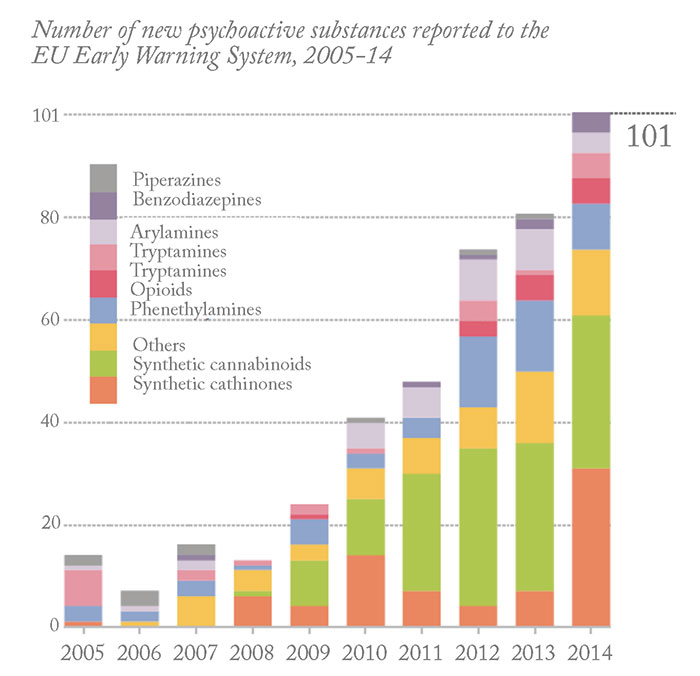 Number of new psychoactive substances reported to the
EU Early Warning System, 2005–14
101
101
Piperazines
Benzodiazepines
80
Arylamines
Tryptamines
Tryptamines
Opioids
Phenethylamines
60
Others
Synthetic cannabinoids
Synthetic cathinones
40
20
0
2005 2006 2007 2008 2009 2010 2011 2012 2013 2014